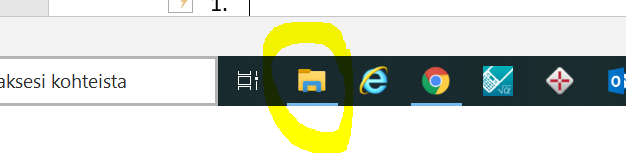 1.
aksesi kohteista
√α